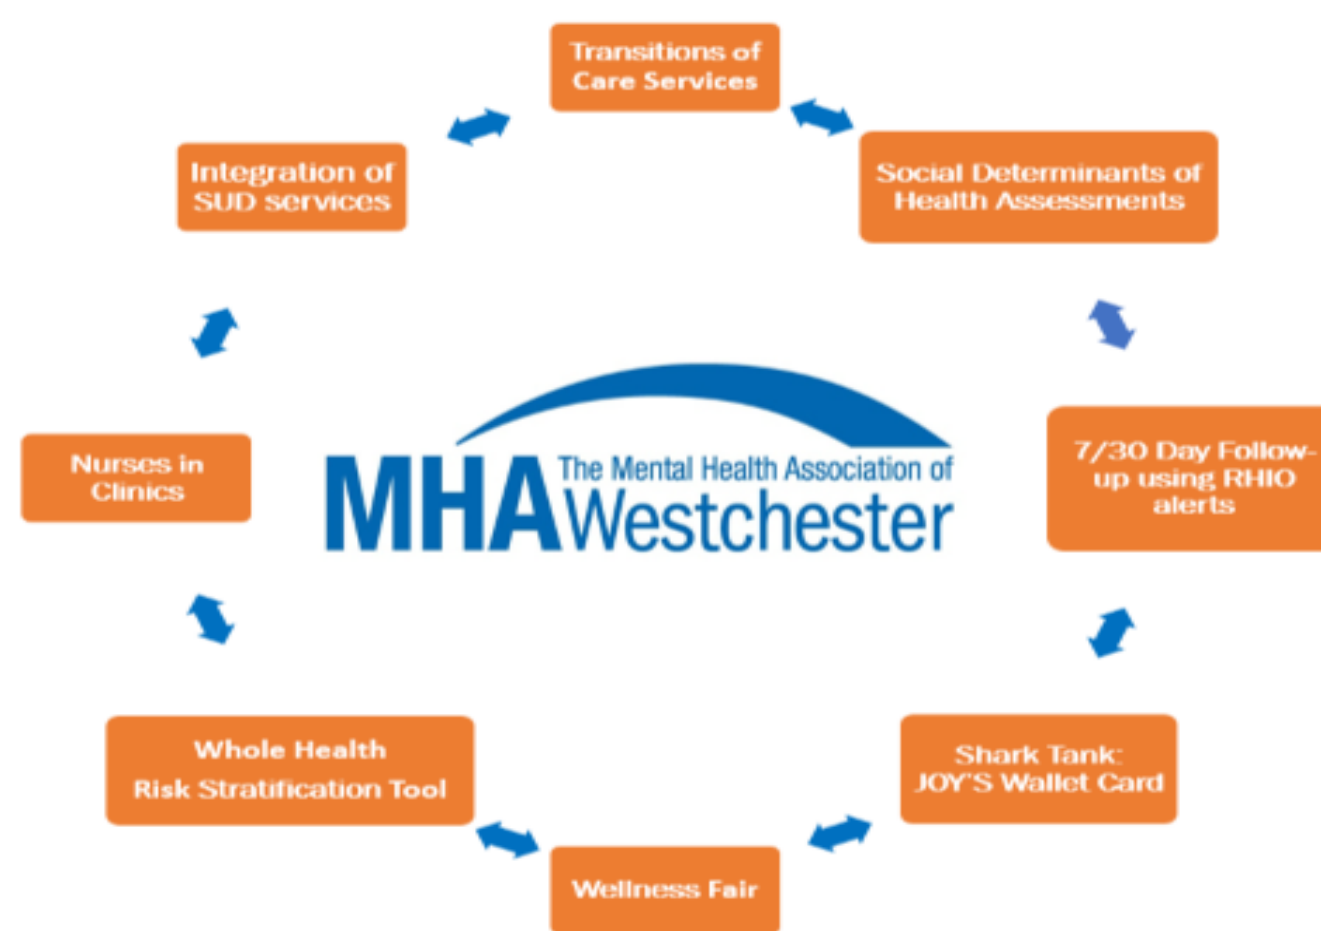 Transitions of
Care Services
Integration of
SUD services
Social Determinants of
Health Assessments
Nurses in
Clinics
MHA The Mental Health Association of
Westchester
7/30 Day Follow-
up using RHIO
alerts
Whole Health
Risk Stratification Tool
Shark Tank:
JOY'S Wallet Card
Wellness Fair